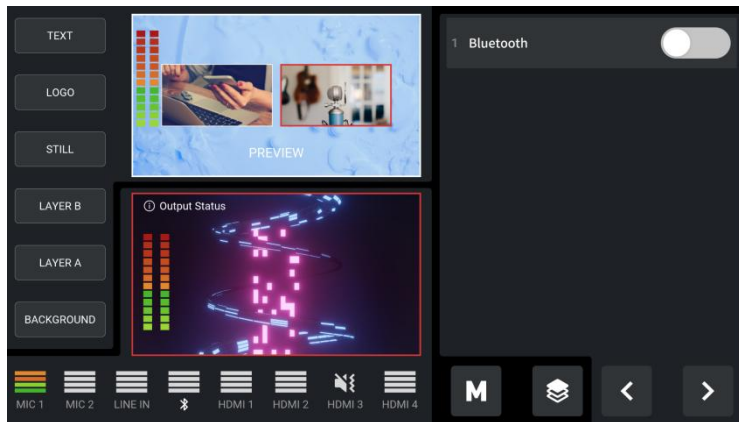 TEXT
LOGO
STILL
LAYER B
LAYER A
BACKGROUND
PREVIEW
Output Status
MIC 1 MIC 2 LINE IN HDMI 1 HDMI 2 HDMI 3 HDMI 4
1 Bluetooth
M